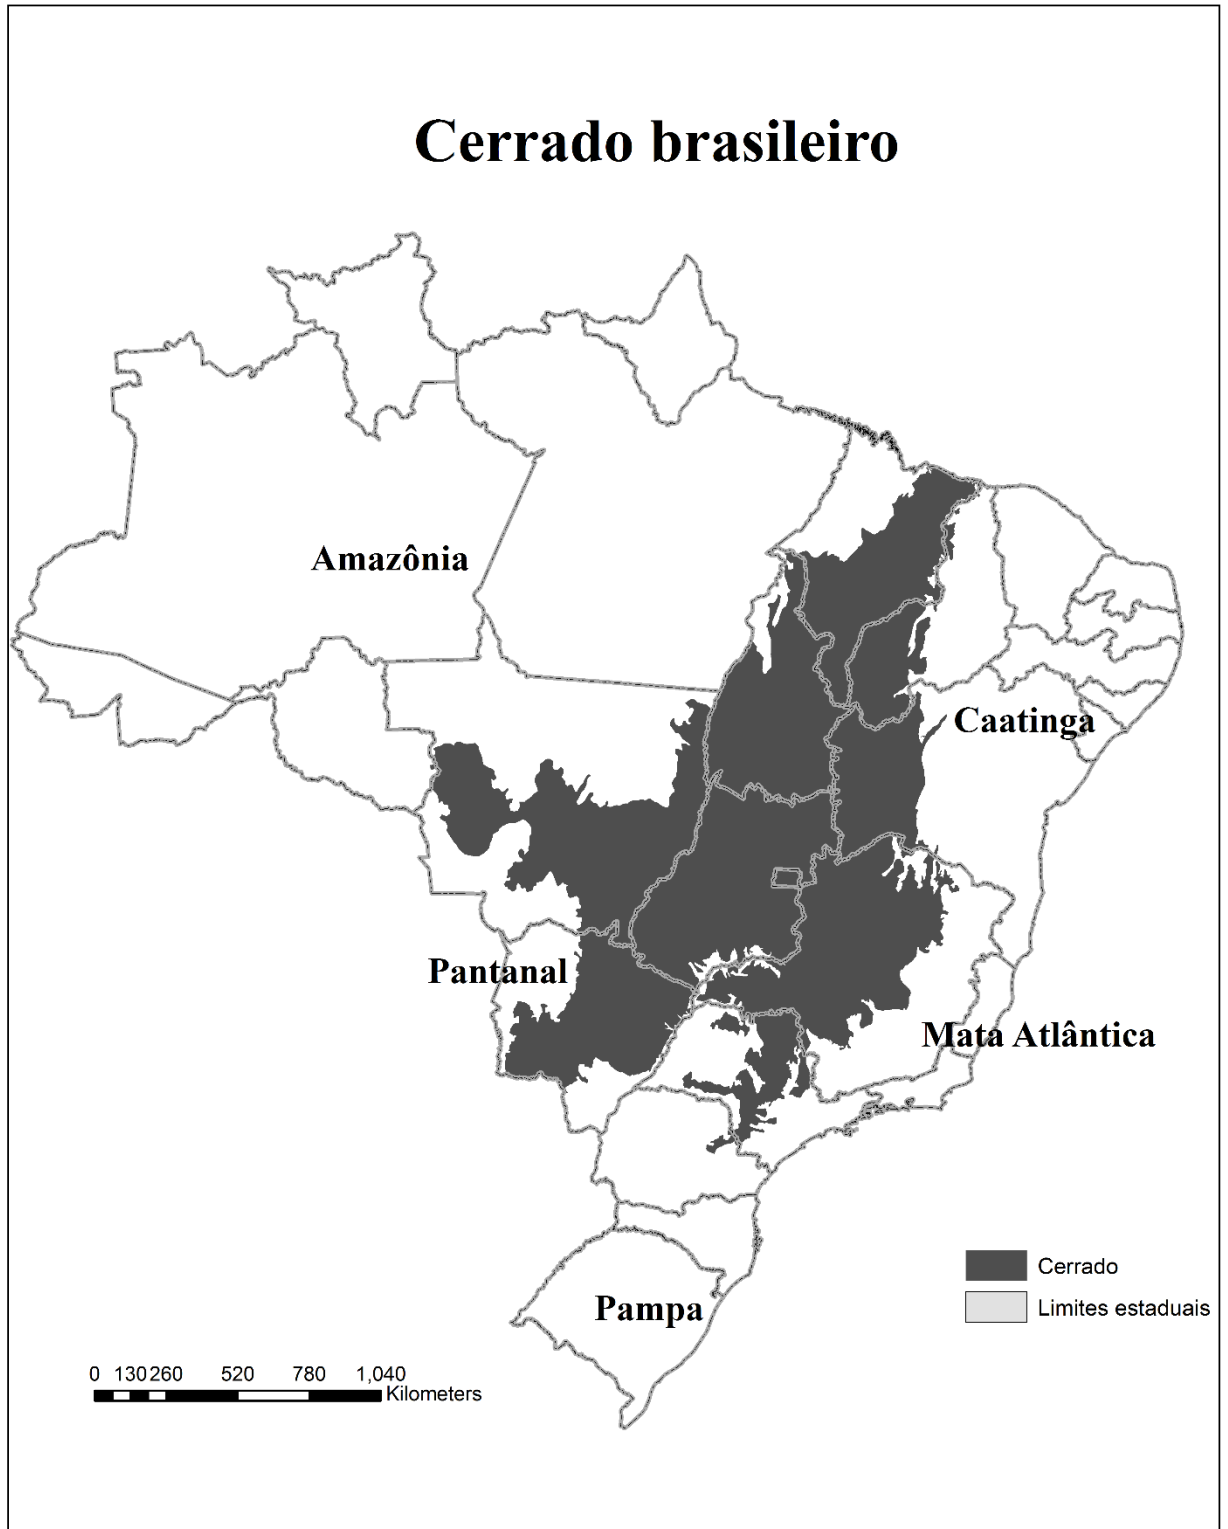 Cerrado brasileiro
Amazônia
Caatinga
Pantanal
Mata Atlântica
Cerrado
Limites estaduais
Pampa
0 130 260 520 780 1,040
Kilometers